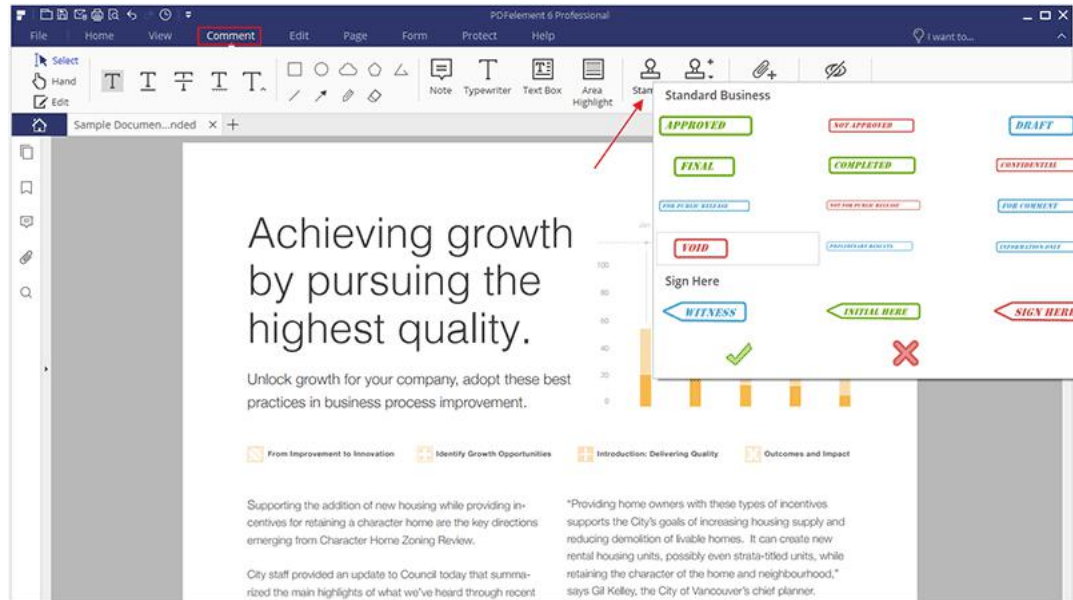 PDFelement 6 Professional
File Home View Comment Edit Page Form Protect Help I want to...
Select
Hand
Edit
T T T T T
Note Typewriter Text Box Area Highlight Stam
Sample Documen...nded
Standard Business
APPROVED NOT APPROVED DRAFT
FINAL COMPLETED CONFIDENTIAL
FOR PUBLIC RELEASE NOT FOR PUBLIC RELEASE FOR COMMENT
VOID PRELIMINARY RESULTS INFORMATION ONLY
Sign Here
WITNESS INITIAL HERE SIGN HERE
Achieving growth
by pursuing the
highest quality.
100
80
60
40
20
0
Unlock growth for your company, adopt these best
practices in business process improvement.
From Improvement to Innovation Identify Growth Opportunities Introduction: Delivering Quality Outcomes and Impact
Supporting the addition of new housing while providing in-
centives for retaining a character home are the key directions
emerging from Character Home Zoning Review.
City staff provided an update to Council today that summa-
rized the main highlights of what we've heard through recent
"Providing home owners with these types of incentives
supports the City's goals of increasing housing supply and
reducing demolition of livable homes. It can create new
rental housing units, possibly even strata-titled units, while
retaining the character of the home and neighbourhood,"
says Gil Kelley, the City of Vancouver's chief planner.